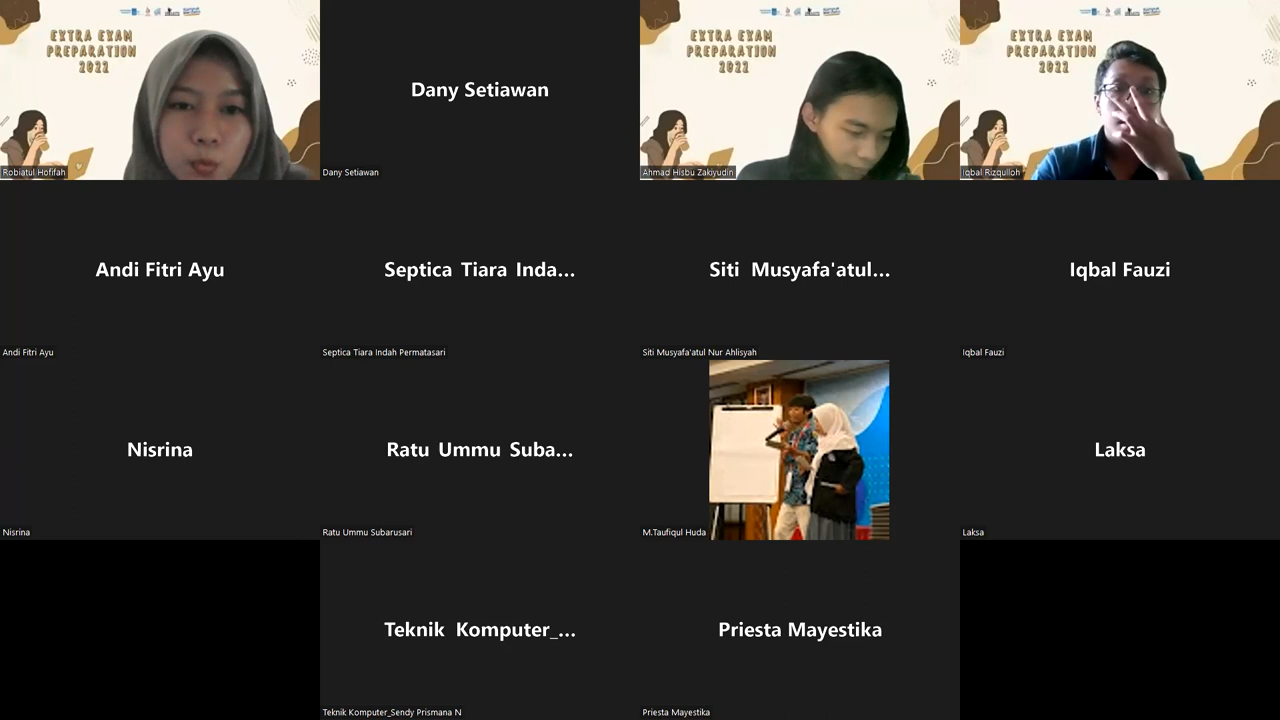 EXTRA EXAM
PREPARATION
2022
Robiatul Hofifah
Dany Setiawan
Dany Setiawan
EXTRA EXAM
PREPARATION
2022
Ahmad Hisbu Zakiyudin
EXTRA EXAM
PREPARATION
2022
Iqbal Rizqulloh
Andi Fitri Ayu
Andi Fitri Ayu
Septica Tiara Inda...
Septica Tiara Indah Permatasari
Siti Musyafa'atul...
Siti Musyafa'atul Nur Ahlisyah
Iqbal Fauzi
Iqbal Fauzi
Nisrina
Nisrina
Ratu Ummu Suba...
Ratu Ummu Subarusari
M.Taufiqul Huda
Laksa
Laksa
Teknik Komputer_...
Teknik Komputer_Sendy Prismana N
Priesta Mayestika
Priesta Mayestika